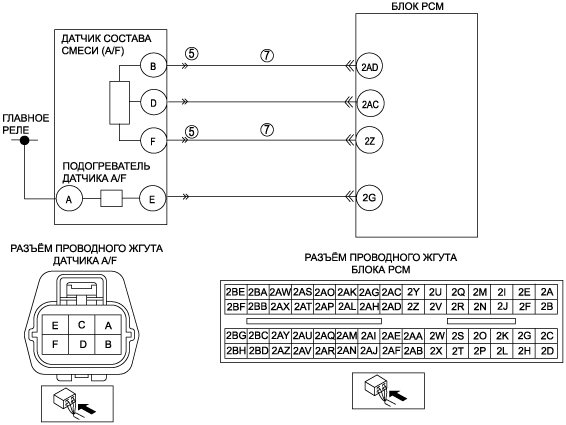 БЛОК PCM
ДАТЧИК СОСТАВА
СМЕСИ (A/F)
B
5
7
2AD
D
2AC
F
5
7
2Z
ГЛАВНОЕ
РЕЛЕ
ПОДОГРЕВАТЕЛЬ
ДАТЧИКА A/F
A
E
2G
РАЗЪЁМ ПРОВОДНОГО ЖГУТА
ДАТЧИКА A/F
E C A
F D B
РАЗЪЁМ ПРОВОДНОГО ЖГУТА
БЛОКА PCM
2BE 2BA 2AW 2AS 2AO 2AK 2AG 2AC 2Y 2U 2Q 2M 2I 2E 2A
2BF 2BB 2AX 2AT 2AP 2AL 2AH 2AD 2Z 2V 2R 2N 2J 2F 2B
2BG 2BC 2AY 2AU 2AQ 2AM 2AI 2AE 2AA 2W 2S 2O 2K 2G 2C
2BH 2BD 2AZ 2AV 2AR 2AN 2AJ 2AF 2AB 2X 2T 2P 2L 2H 2D